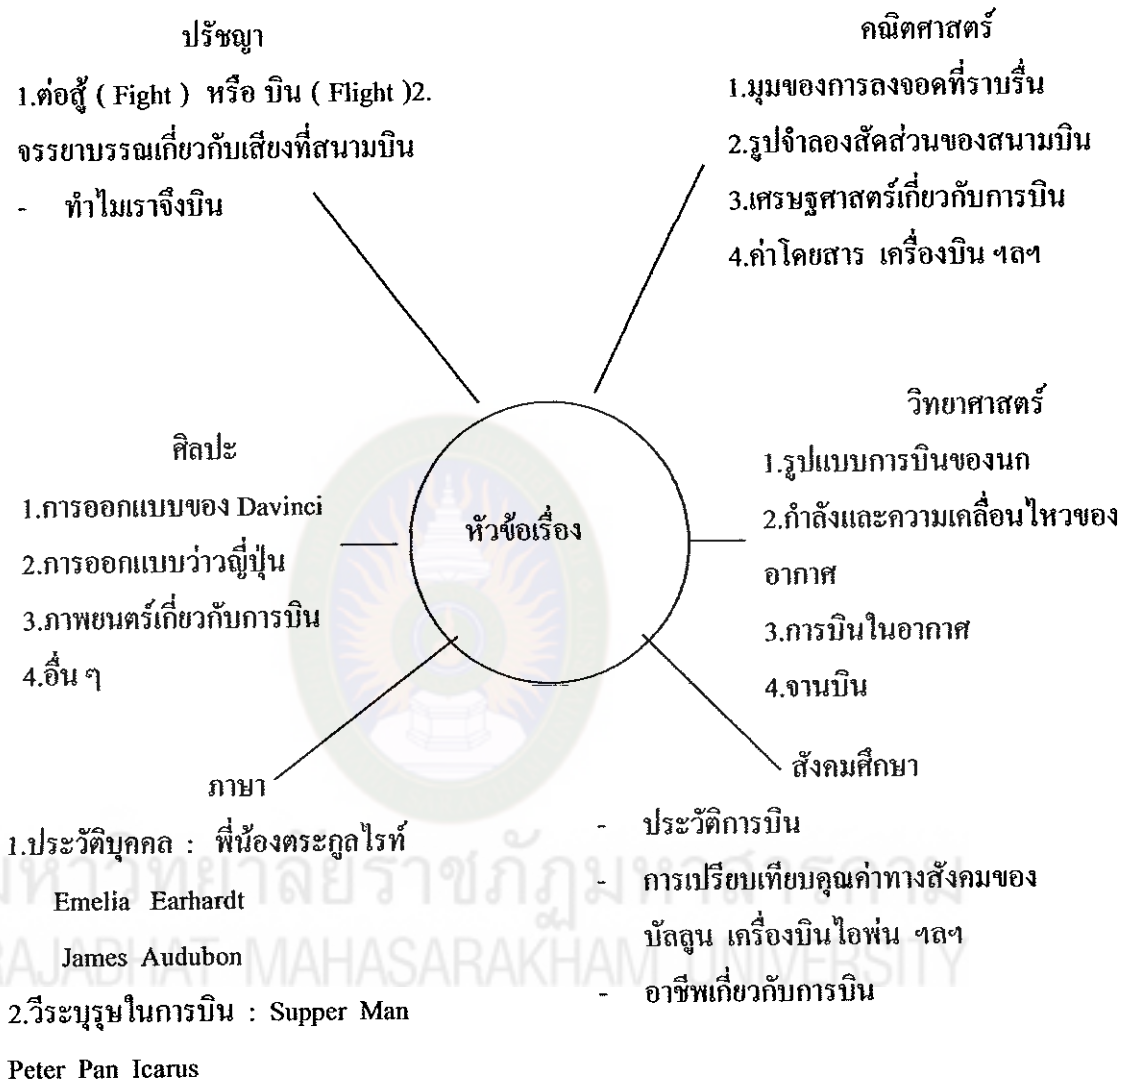 ปรัชญา
1.ต่อสู้ ( Fight ) หรือ บิน ( Flight )2.
จรรยาบรรณเกี่ยวกับเสียงที่สนามบิน
- ทำไมเราจึงบิน
คณิตศาสตร์
1.มุมของการลงจอดที่ราบรื่น
2.รูปจำลองสัดส่วนของสนามบิน
3.เศรษฐศาสตร์เกี่ยวกับการบิน
4.ค่าโดยสาร เครื่องบิน ฯลฯ
ศิลปะ
1.การออกแบบของ Davinci
2.การออกแบบว่าวญี่ปุ่น
3.ภาพยนตร์เกี่ยวกับการบิน
4.อื่น ๆ
หัวข้อเรื่อง
วิทยาศาสตร์
1.รูปแบบการบินของนก
2.กำลังและความเคลื่อนไหวของ
อากาศ
3.การบินในอากาศ
4.จานบิน
ภาษา
1.ประวัติบุคคล : พี่น้องตระกูลไรท์
Emelia Earhardt
James Audubon
2.วีระบุรุษในการบิน : Supper Man
Peter Pan Icarus
สังคมศึกษา
- ประวัติการบิน
- การเปรียบเทียบคุณค่าทางสังคมของ
บัลลูน เครื่องบินไอพ่น ฯลฯ
- อาชีพเกี่ยวกับการบิน
มหาวิทยาลัยราชภัฏมหาสารคาม
RAJABHAT MAHASARAKHAM UNIVERSITY